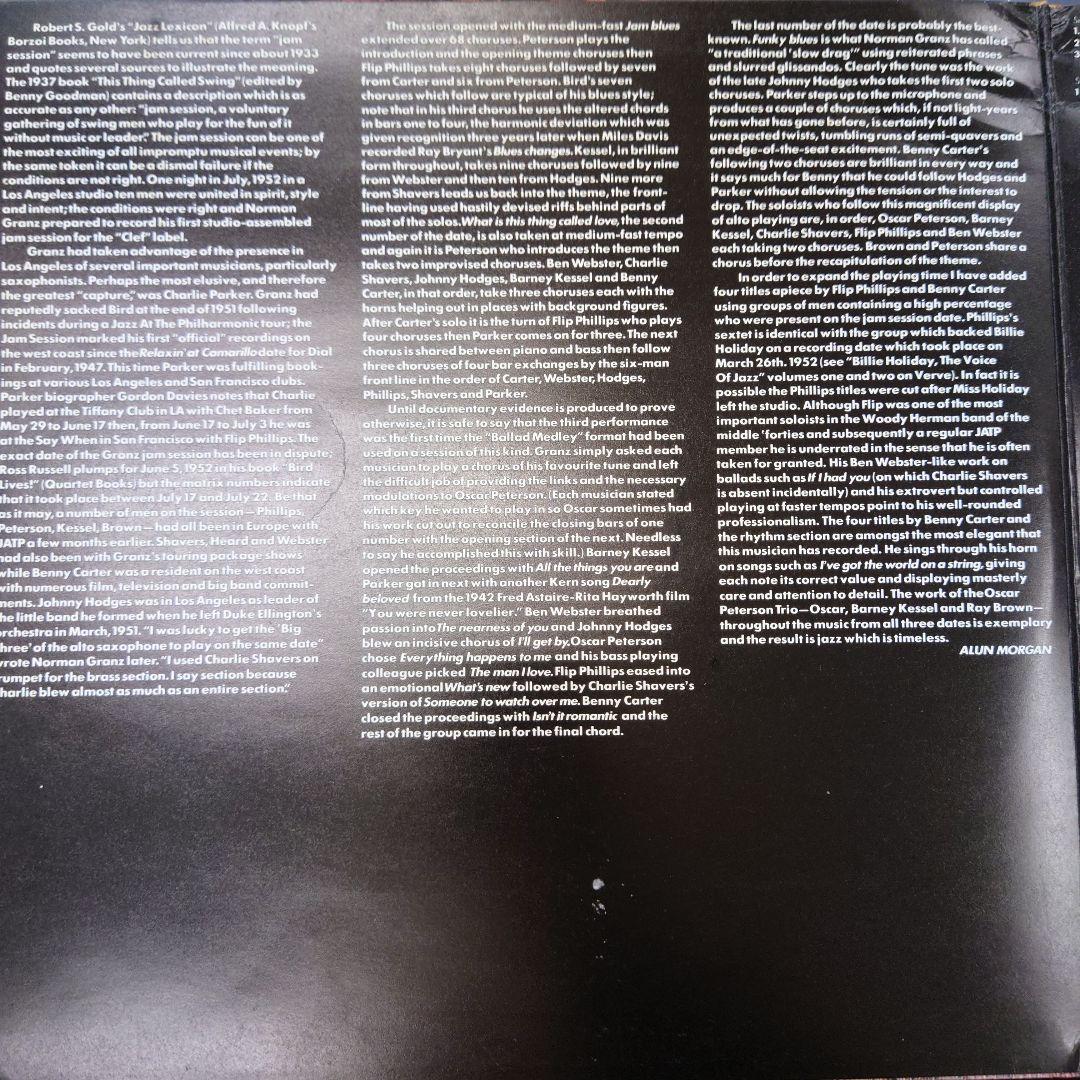 Robert S. Gold's "Jazz Lexicon" (Alfred A. Knopf's
Borzoi Books, New York) tells us that the term "jam
session" seems to have been current since about 1933
and quotes several sources to illustrate the meaning.
The 1937 book "This Thing Called Swing" (edited by
Benny Goodman) contains a description which is as
accurate as any other: "jam session, a voluntary
gathering of swing men who play for the fun of it
without music or leader." The jam session can be one of
the most exciting of all impromptu musical events; by
the same token it can be a dismal failure if the
conditions are not right. One night in July, 1952 in a
Los Angeles studio ten men were united in spirit, style
and intent; the conditions were right and Norman
Granz prepared to record his first studio-assembled
jam session for the "Clef" label.
Granz had taken advantage of the presence in
Los Angeles of several important musicians, particularly
saxophonists. Perhaps the most elusive, and therefore
the greatest "capture," was Charlie Parker. Granz had
reputedly sacked Bird at the end of 1950 following
incidents during a Jazz At The Philharmonic tour; the
Jam Session marked his first "official" recordings on
the west coast since the Relaxin' at Camarillo date for Dial
in February, 1947. This time Parker was fulfilling book-
ings at various Los Angeles and San Francisco clubs.
Parker biographer Gordon Davies notes that Charlie
played at the Tiffany Club in LA with Chet Baker from
May 29 to June 17 then, from June 17 to July 3 he was
at the Say When in San Francisco with Flip Phillips. The
exact date of the Granz jam session has been in dispute;
Ross Russell plumps for June 5, 1952 in his book "Bird
Lives!" (Quartet Books) but the matrix numbers indicate
that it took place between July 17 and July 22. Be that
as it may, a number of men on the session—Phillips,
Peterson, Kessel, Brown—had all been in Europe with
JATP a few months earlier. Shavers, Heard and Webster
had also been with Granz's touring package shows
while Benny Carter was a resident on the west coast
with numerous film, television and big band commit-
ments. Johnny Hodges was in Los Angeles as leader of
he little band he formed when he left Duke Ellington's
orchestra in March, 1951. "I was lucky to get the 'Big
hree' of the alto saxophone to play on the same date"
wrote Norman Granz later. "I used Charlie Shavers on
rumpet for the brass section. I say section because
harlie blew almost as much as an entire section."
The session opened with the medium-fast Jam blues
extended over 68 choruses. Peterson plays the
introduction and the opening theme choruses then
Flip Phillips takes eight choruses followed by seven
from Carter and six from Peterson. Bird's seven
choruses which follow are typical of his blues style;
note that in his third chorus he uses the altered chords
in bars one to four, the harmonic deviation which was
given recognition three years later when Miles Davis
recorded Ray Bryant's Blues changes. Kessel, in brilliant
form throughout, takes nine choruses followed by nine
from Webster and then ten from Hodges. Nine more
from Shavers leads us back into the theme, the front-
line having used hastily devised riffs behind parts of
most of the solos. What is this thing called love, the second
number of the date, is also taken at medium-fast tempo
and again it is Peterson who introduces the theme then
takes two improvised choruses. Ben Webster, Charlie
Shavers, Johnny Hodges, Barney Kessel and Benny
Carter, in that order, take three choruses each with the
horns helping out in places with background figures.
After Carter's solo it is the turn of Flip Phillips who plays
four choruses then Parker comes on for three. The next
chorus is shared between piano and bass then follow
three choruses of four bar exchanges by the six-man
front line in the order of Carter, Webster, Hodges,
Phillips, Shavers and Parker.
Until documentary evidence is produced to prove
otherwise, it is safe to say that the third performance
was the first time the "Ballad Medley" format had been
used on a session of this kind. Granz simply asked each
musician to play a chorus of his favourite tune and left
the difficult job of providing the links and the necessary
modulations to Oscar Peterson. (Each musician stated
which key he wanted to play in so Oscar sometimes had
his work cut out to reconcile the closing bars of one
number with the opening section of the next. Needless
to say he accomplished this with skill.) Barney Kessel
opened the proceedings with All the things you are and
Parker got in next with another Kern song Dearly
beloved from the 1942 Fred Astaire-Rita Hayworth film
"You were never lovelier." Ben Webster breathed
passion into The nearness of you and Johnny Hodges
blew an incisive chorus of I'll get by. Oscar Peterson
chose Everything happens to me and his bass playing
colleague picked The man I love. Flip Phillips eased into
an emotional What's new followed by Charlie Shavers's
version of Someone to watch over me. Benny Carter
closed the proceedings with Isn't it romantic and the
rest of the group came in for the final chord.
The last number of the date is probably the best-
known. Funky blues is what Norman Granz has called
"a traditional 'slow drag'" using reiterated phrases
and slurred glissandos. Clearly the tune was the work
of the late Johnny Hodges who takes the first two solo
choruses. Parker steps up to the microphone and
produces a couple of choruses which, if not light-years
from what has gone before, is certainly full of
unexpected twists, tumbling runs of semi-quavers and
an edge-of-the-seat excitement. Benny Carter's
following two choruses are brilliant in every way and
it says much for Benny that he could follow Hodges and
Parker without allowing the tension or the interest to
drop. The soloists who follow this magnificent display
of alto playing are, in order, Oscar Peterson, Barney
Kessel, Charlie Shavers, Flip Phillips and Ben Webster
each taking two choruses. Brown and Peterson share a
chorus before the recapitulation of the theme.
In order to expand the playing time I have added
four titles apiece by Flip Phillips and Benny Carter
using groups of men containing a high percentage
who were present on the jam session date. Phillips's
sextet is identical with the group which backed Billie
Holiday on a recording date which took place on
March 26th. 1952 (see "Billie Holiday, The Voice
Of Jazz" volumes one and two on Verve). In fact it is
possible the Phillips titles were cut after Miss Holiday
left the studio. Although Flip was one of the most
important soloists in the Woody Herman band of the
middle 'forties and subsequently a regular JATP
member he is underrated in the sense that he is often
taken for granted. His Ben Webster-like work on
ballads such as If I had you (on which Charlie Shavers
is absent incidentally) and his extrovert but controlled
playing at faster tempos point to his well-rounded
professionalism. The four titles by Benny Carter and
the rhythm section are amongst the most elegant that
this musician has recorded. He sings through his horn
on songs such as I've got the world on a string, giving
each note its correct value and displaying masterly
care and attention to detail. The work of the Oscar
Peterson Trio—Oscar, Barney Kessel and Ray Brown—
throughout the music from all three dates is exemplary
and the result is jazz which is timeless.
ALUN MORGAN